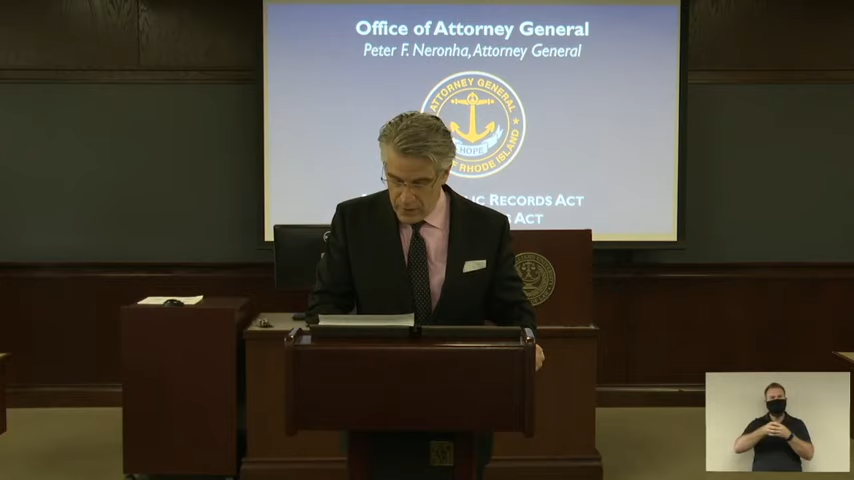 Office of Attorney General
Peter F. Neronha, Attorney General
ATTORNEY GENERAL
HOPE
RHODE ISLAND
RECORDS ACT
ACT